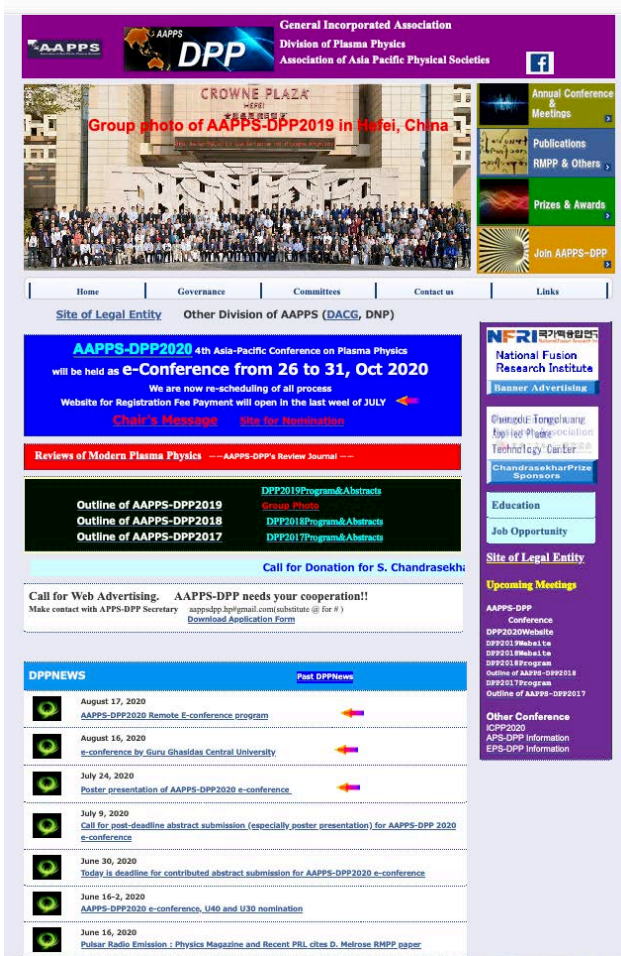 AAPPS
AAPPS
DPP
General Incorporated Association
Division of Plasma Physics
Association of Asia Pacific Physical Societies
f
CROWNE PLAZA
HEFEI
Group photo of AAPPS-DPP2019 in Hefei, China
Annual Conference
&
Meetings
Publications
RMPP & Others
Prizes & Awards
Join AAPPS-DPP
Home
Governance
Committees
Contact us
Links
Site of Legal Entity Other Division of AAPPS (DACG, DNP)
AAPPS-DPP2020 4th Asia-Pacific Conference on Plasma Physics
will be held as e-Conference from 26 to 31, Oct 2020
We are now re-scheduling of all process
Website for Registration Fee Payment will open in the last weel of JULY
Chair's Message Site for Nomination
Reviews of Modern Plasma Physics ――AAPPS-DPP's Review Journal ――
DPP2019Program&Abstracts
Outline of AAPPS-DPP2019 Group Photo
Outline of AAPPS-DPP2018 DPP2018Program&Abstracts
Outline of AAPPS-DPP2017 DPP2017Program&Abstracts
Call for Donation for S. Chandrasekha
Call for Web Advertising. AAPPS-DPP needs your cooperation!!
Make contact with APPS-DPP Secretary aappsdpp.hp#gmail.com(substitute @ for # )
Download Application Form
DPPNEWS Past DPPNews
August 17, 2020
AAPPS-DPP2020 Remote E-conference program
August 16, 2020
e-conference by Guru Ghasidas Central University
July 24, 2020
Poster presentation of AAPPS-DPP2020 e-conference
July 9, 2020
Call for post-deadline abstract submission (especially poster presentation) for AAPPS-DPP 2020
e-conference
June 30, 2020
Today is deadline for contributed abstract submission for AAPPS-DPP2020 e-conference
June 16-2, 2020
AAPPS-DPP2020 e-conference, U40 and U30 nomination
June 16, 2020
Pulsar Radio Emission : Physics Magazine and Recent PRL cites D. Melrose RMPP paper
NFRI 국가핵융합연구
National Fusion
Research Institute
Banner Advertising
Chengdu Tongchuang
Technology Center
ChandrasekharPrize
Sponsors
Education
Job Opportunity
Site of Legal Entity
Upcoming Meetings
AAPPS-DPP
Conference
DPP2020Website
DPP2019Website
DPP2018Website
DPP2018Program
Outline of AAPPS-DPP2018
DPP2017Program
Outline of AAPPS-DPP2017
Other Conference
ICPP2020
APS-DPP Information
EPS-DPP Information